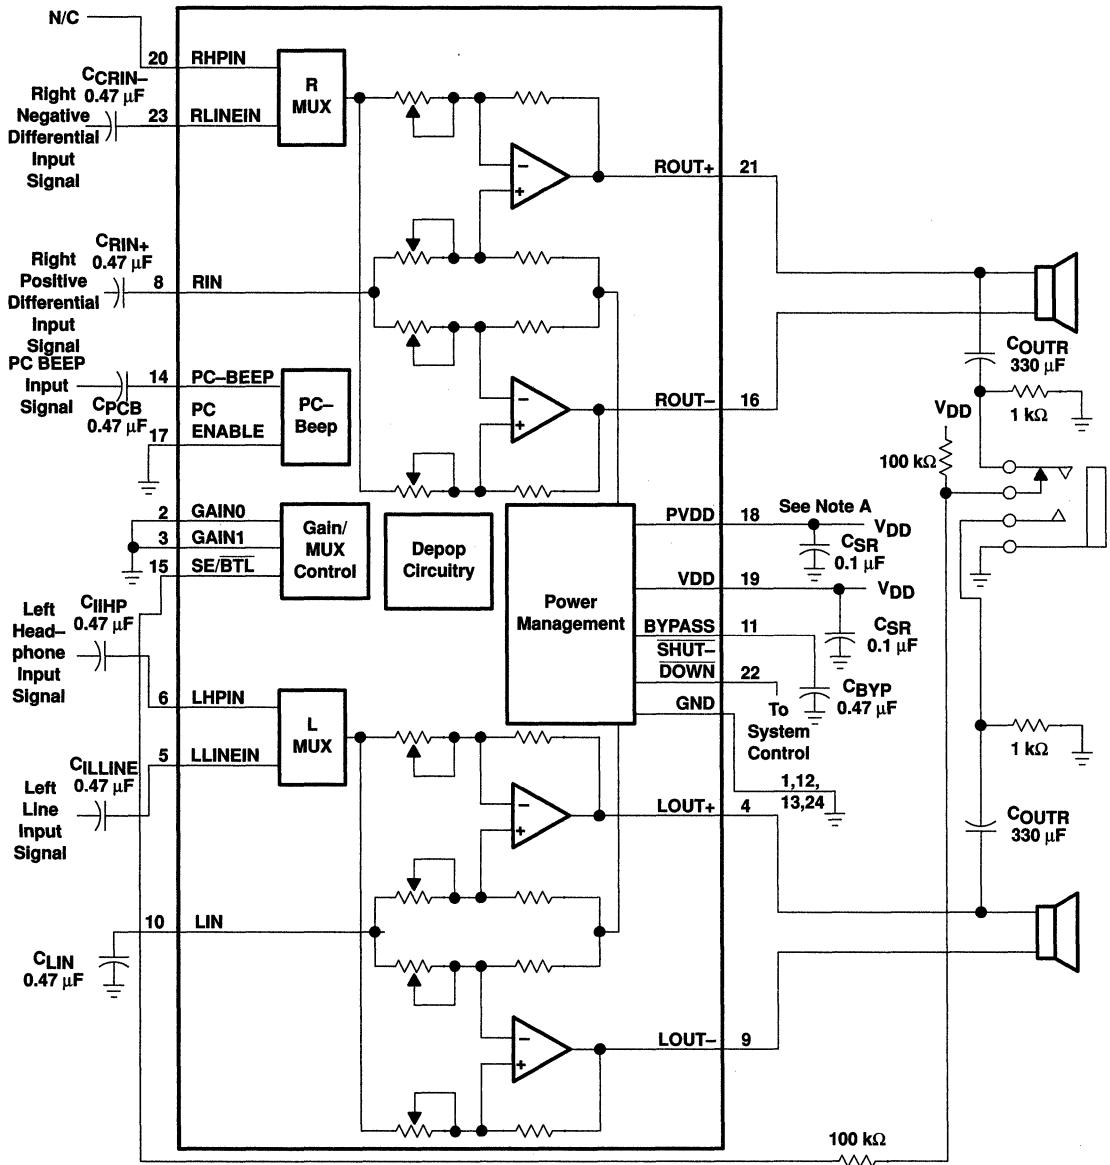 N/C
20 RHPIN
CCRIN–
0.47 µF
Right
Negative
Differential
Input
Signal
23 RLINEIN
R
MUX
ROUT+ 21
CRIN+
0.47 µF
Right
Positive
Differential
Input
Signal
8 RIN
PC BEEP
Input
Signal
14 PC–BEEP
CPCB
0.47 µF
PC
ENABLE
17
PC–
Beep
ROUT– 16
COUTR
330 µF
1 kΩ
VDD
100 kΩ
2 GAIN0
3 GAIN1
15 SE/BTL
Gain/
MUX
Control
Depop
Circuitry
Power
Management
PVDD 18
See Note A
VDD
CSR
0.1 µF
VDD 19
VDD
CSR
0.1 µF
BYPASS 11
SHUT–
DOWN 22
CBYP
0.47 µF
GND
To
System
Control
1,12,
13,24
Left
Head–
phone
Input
Signal
CIIHP
0.47 µF
6 LHPIN
L
MUX
5 LLINEIN
CILLINE
0.47 µF
Left
Line
Input
Signal
1 kΩ
LOUT+ 4
COUTR
330 µF
10 LIN
CLIN
0.47 µF
LOUT– 9
100 kΩ